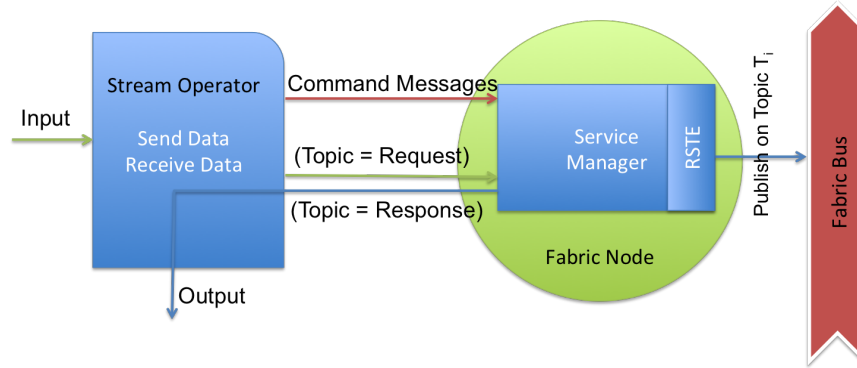 Stream Operator
Command Messages
Input
Send Data
Receive Data
(Topic = Request)
(Topic = Response)
Output
Service
Manager
RSTE
Fabric Node
Publish on Topic Ti
Fabric Bus